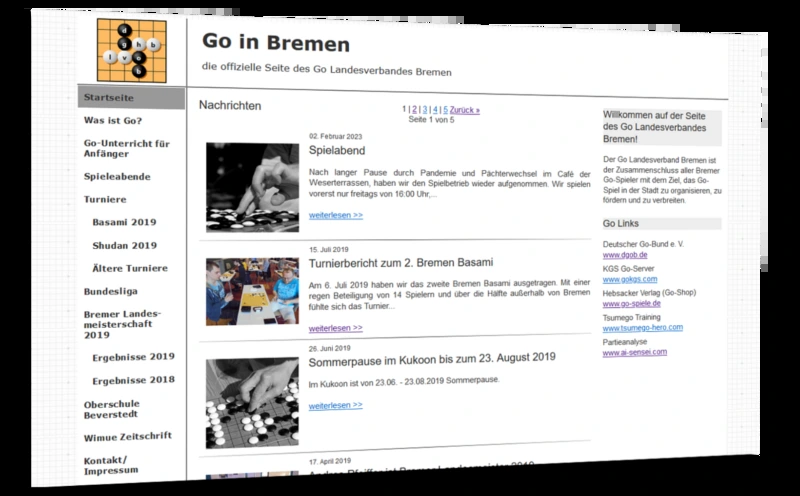 d
g h b
l v o
b
Go in Bremen
die offizielle Seite des Go Landesverbandes Bremen
Startseite
Was ist Go?
Go-Unterricht für
Anfänger
Spieleabende
Turniere
Basami 2019
Shudan 2019
Ältere Turniere
Bundesliga
Bremer Landes-
meisterschaft
2019
Ergebnisse 2019
Ergebnisse 2018
Oberschule
Beverstedt
Wimue Zeitschrift
Kontakt/
Impressum
Nachrichten
1 | 2 | 3 | 4 | 5 Zurück »
Seite 1 von 5
02. Februar 2023
Spielabend
Nach langer Pause durch Pandemie und Pächterwechsel im Café der
Weserterrassen, haben wir den Spielbetrieb wieder aufgenommen. Wir spielen
vorerst nur freitags von 16:00 Uhr,...
weiterlesen >>
15. Juli 2019
Turnierbericht zum 2. Bremen Basami
Am 6. Juli 2019 haben wir das zweite Bremen Basami ausgetragen. Mit einer
regen Beteiligung von 14 Spielern und über die Hälfte außerhalb von Bremen
fühlte sich das Turnier...
weiterlesen >>
26. Juni 2019
Sommerpause im Kukoon bis zum 23. August 2019
Im Kukoon ist von 23.06. - 23.08.2019 Sommerpause.
weiterlesen >>
17. April 2019
Willkommen auf der Seite
des Go Landesverbandes
Bremen!
Der Go Landesverband Bremen ist
der Zusammenschluss aller Bremer
Go-Spieler mit dem Ziel, das Go-
Spiel in der Stadt zu organisieren, zu
fördern und zu verbreiten.
Go Links
Deutscher Go-Bund e. V.
www.dgob.de
KGS Go-Server
www.gokgs.com
Hebsacker Verlag (Go-Shop)
www.go-spiele.de
Tsumego Training
www.tsumego-hero.com
Partieanalyse
www.ai-sensei.com